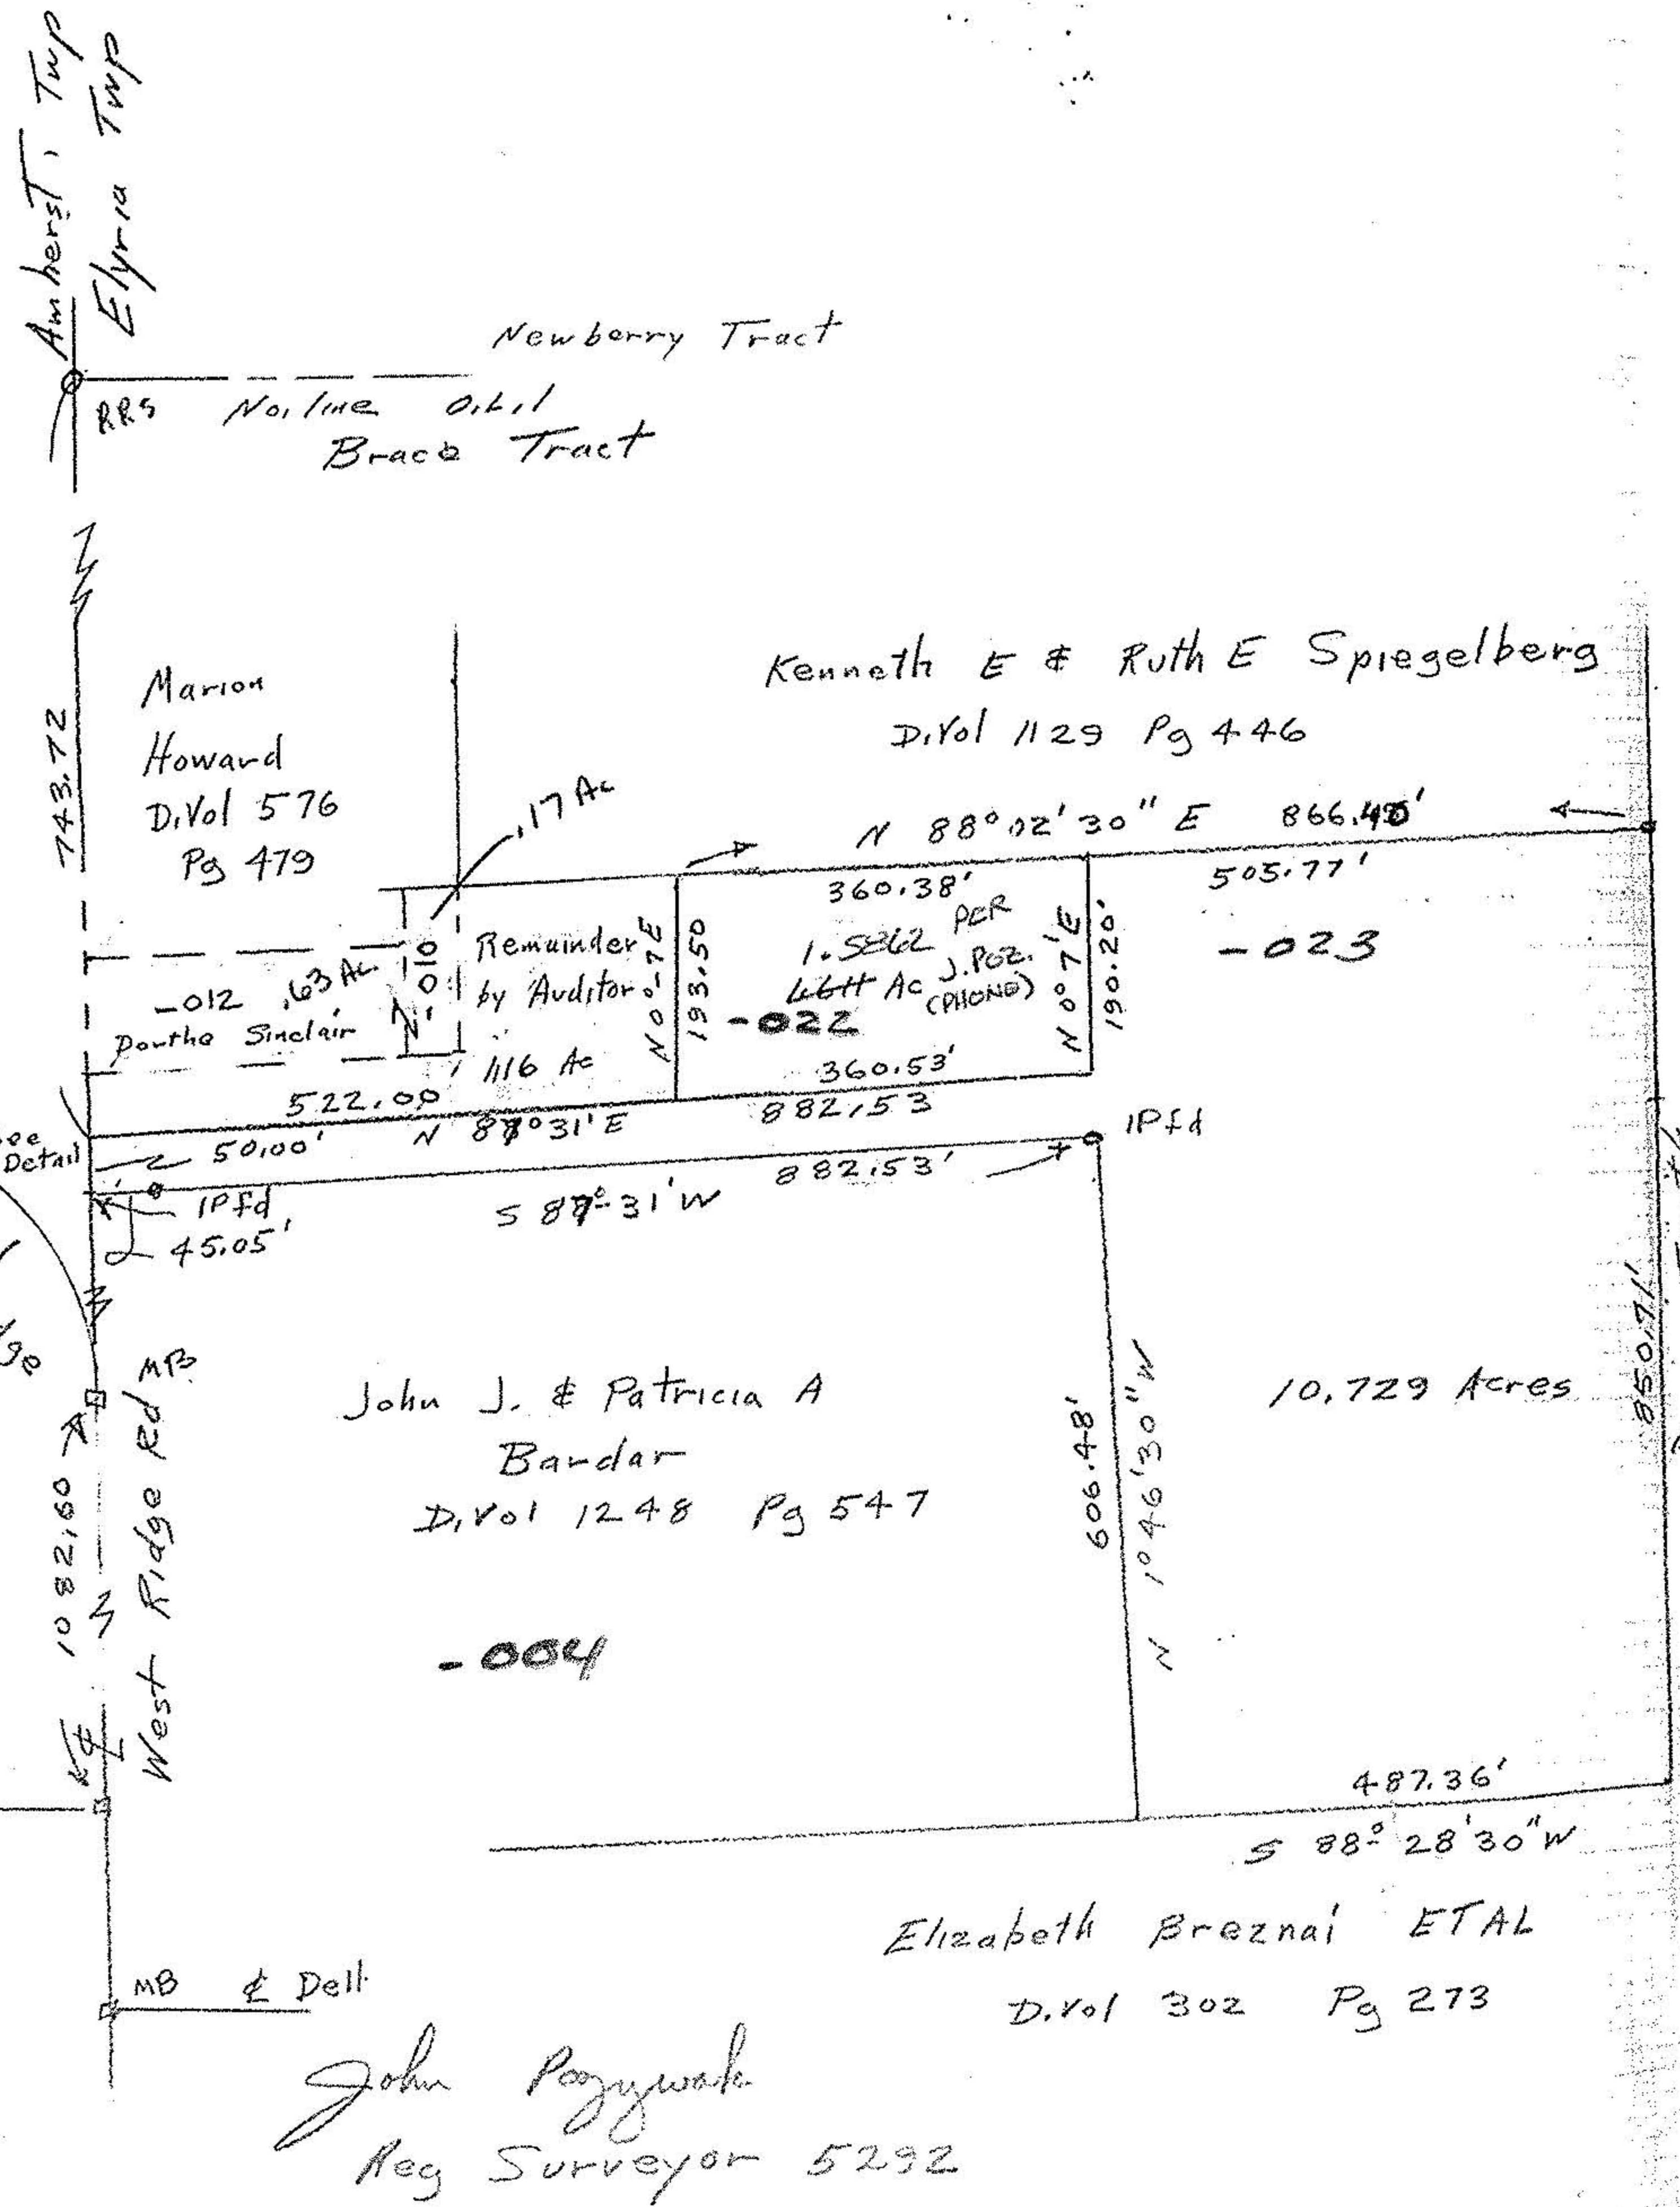 Amherst. Twp
Elyria Twp
Newberry Tract
RRS No. line O.L.1
Brace Tract
743.72
Marion
Howard
D.Vol 576
Pg 479
Kenneth E & Ruth E Spiegelberg
D.Vol 1129 Pg 446
.17 Ac
N 88° 02' 30" E 866.40'
360.38'
505.77'
-012 .63 Ac
Sinclair
-010
Remainder
by Auditor
1.16 Ac
N 0°-7 E
193.50
1.5862 PER
J. POZ.
Ac (PHONE)
-022
N 0° 7' E
190.20'
-023
360.53'
522.00
N 87° 31' E
882.53
See
Detail
50.00'
882.53'
IPfd
IPfd
45.05'
S 87° 31' W
850.71'
MB
John J. & Patricia A
Bandar
D.Vol 1248 Pg 547
606.48'
N 1° 46' 30" W
10.729 Acres
1082.60
West Ridge Rd
-004
487.36'
S 88° 28' 30" W
Elizabeth Breznai ETAL
D.Vol 302 Pg 273
MB ₵ Dell
John Pozywak
Reg Surveyor 5292